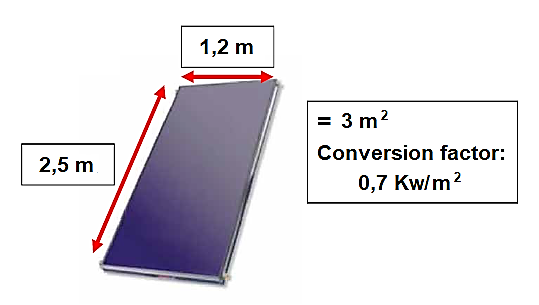 1,2 m
2,5 m
= 3 m²
Conversion factor:
0,7 Kw/m²